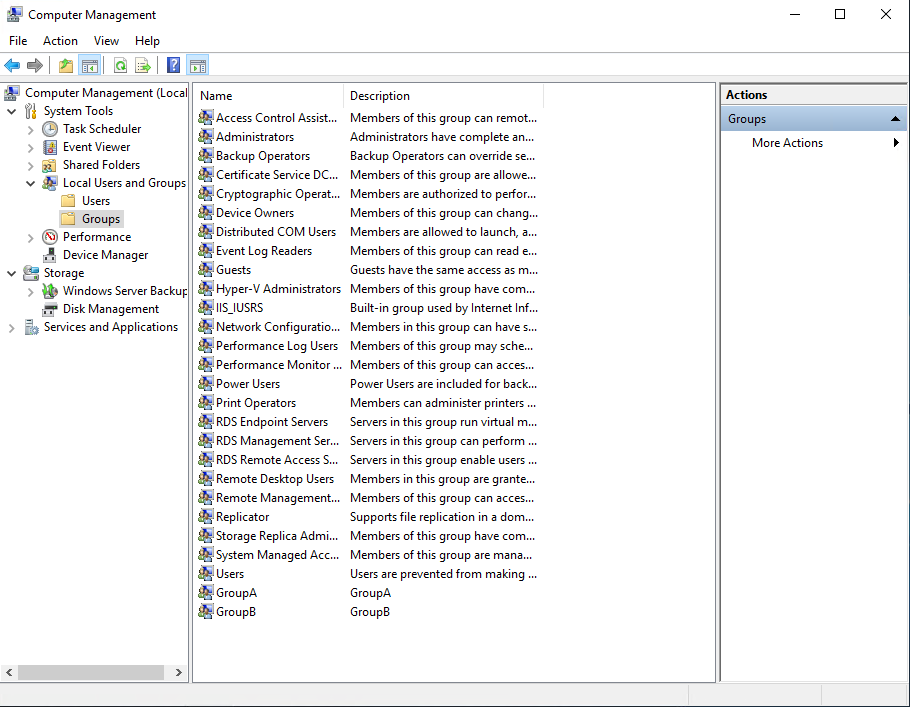 Computer Management
File Action View Help
Computer Management (Local
System Tools
Task Scheduler
Event Viewer
Shared Folders
Local Users and Groups
Users
Groups
Performance
Device Manager
Storage
Windows Server Backup
Disk Management
Services and Applications
Name Description
Access Control Assist... Members of this group can remot...
Administrators Administrators have complete an...
Backup Operators Backup Operators can override se...
Certificate Service DC... Members of this group are allowe...
Cryptographic Operat... Members are authorized to perfor...
Device Owners Members of this group can chang...
Distributed COM Users Members are allowed to launch, a...
Event Log Readers Members of this group can read e...
Guests Guests have the same access as m...
Hyper-V Administrators Members of this group have com...
IIS_IUSRS Built-in group used by Internet Inf...
Network Configuratio... Members in this group can have s...
Performance Log Users Members of this group may sche...
Performance Monitor ... Members of this group can acces...
Power Users Power Users are included for back...
Print Operators Members can administer printers ...
RDS Endpoint Servers Servers in this group run virtual m...
RDS Management Ser... Servers in this group can perform ...
RDS Remote Access S... Servers in this group enable users ...
Remote Desktop Users Members in this group are grante...
Remote Management... Members of this group can acces...
Replicator Supports file replication in a dom...
Storage Replica Admi... Members of this group have com...
System Managed Acc... Members of this group are mana...
Users Users are prevented from making ...
GroupA GroupA
GroupB GroupB
Actions
Groups
More Actions